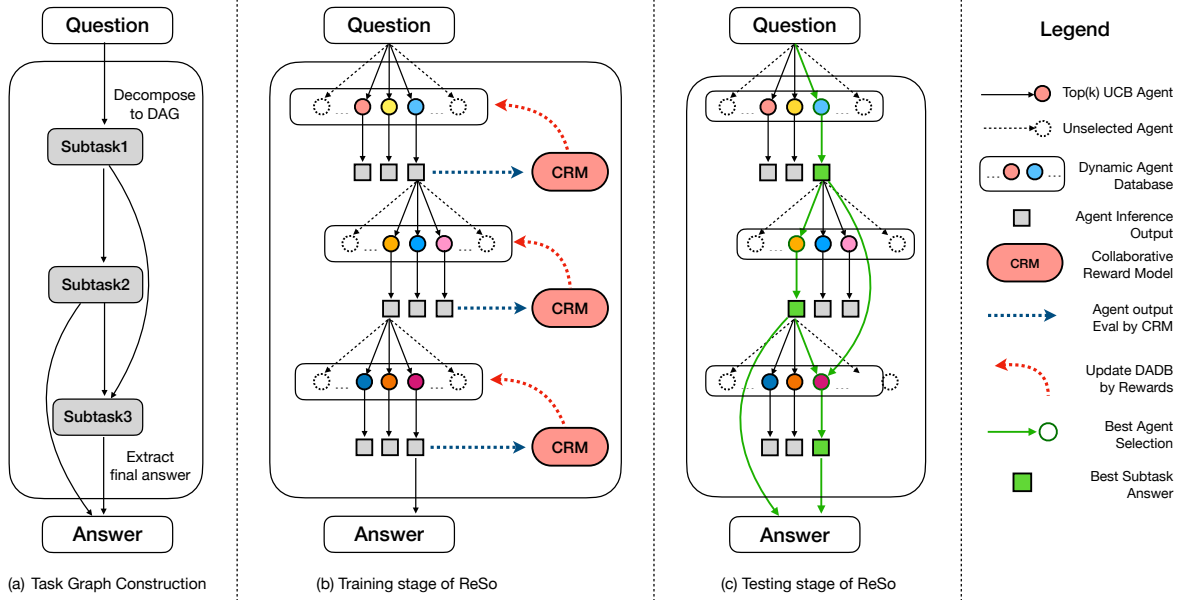 Question
Decompose
to DAG
Subtask1
Subtask2
Subtask3
Extract
final answer
Answer
(a) Task Graph Construction
Question
... ...
CRM
... ...
CRM
... ...
CRM
Answer
(b) Training stage of ReSo
Question
... ...
... ...
... ...
Answer
(c) Testing stage of ReSo
Legend
Top(k) UCB Agent
Unselected Agent
... ...
Dynamic Agent
Database
Agent Inference
Output
CRM
Collaborative
Reward Model
Agent output
Eval by CRM
Update DADB
by Rewards
Best Agent
Selection
Best Subtask
Answer